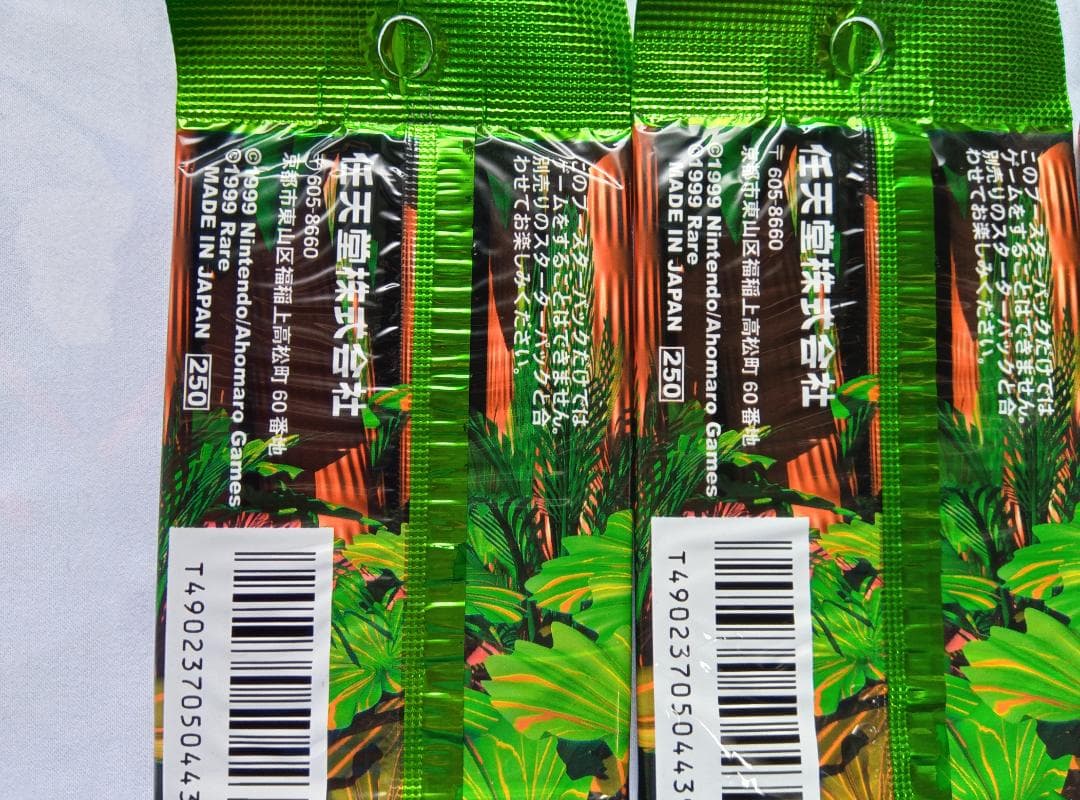 任天堂株式会社
〒605-8660
京都市東山区福稲上高松町60番地
©1999 Nintendo/Ahomaro Games
©1999 Rare
MADE IN JAPAN 250
このブースターパックだけでは
ゲームをすることはできません。
別売りのスターターパックと合
わせてお楽しみください。
T4902370504439
任天堂株式会社
〒605-8660
京都市東山区福稲上高松町60番地
©1999 Nintendo/Ahomaro Games
©1999 Rare
MADE IN JAPAN 250
このブースターパックだけでは
ゲームをすることはできません。
別売りのスターターパックと合
わせてお楽しみください。
T490237050443